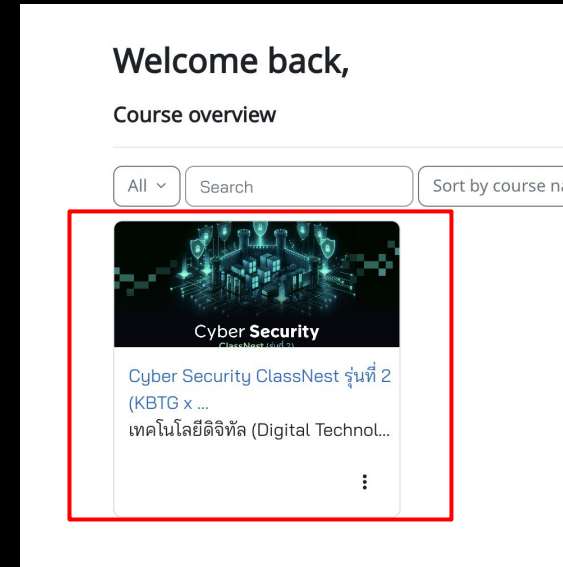 Welcome back,
Course overview
All
Search
Sort by course na
Cyber Security
ClassNest (รุ่นที่ 2)
Cyber Security ClassNest รุ่นที่ 2
(KBTG x ...
เทคโนโลยีดิจิทัล (Digital Technol...